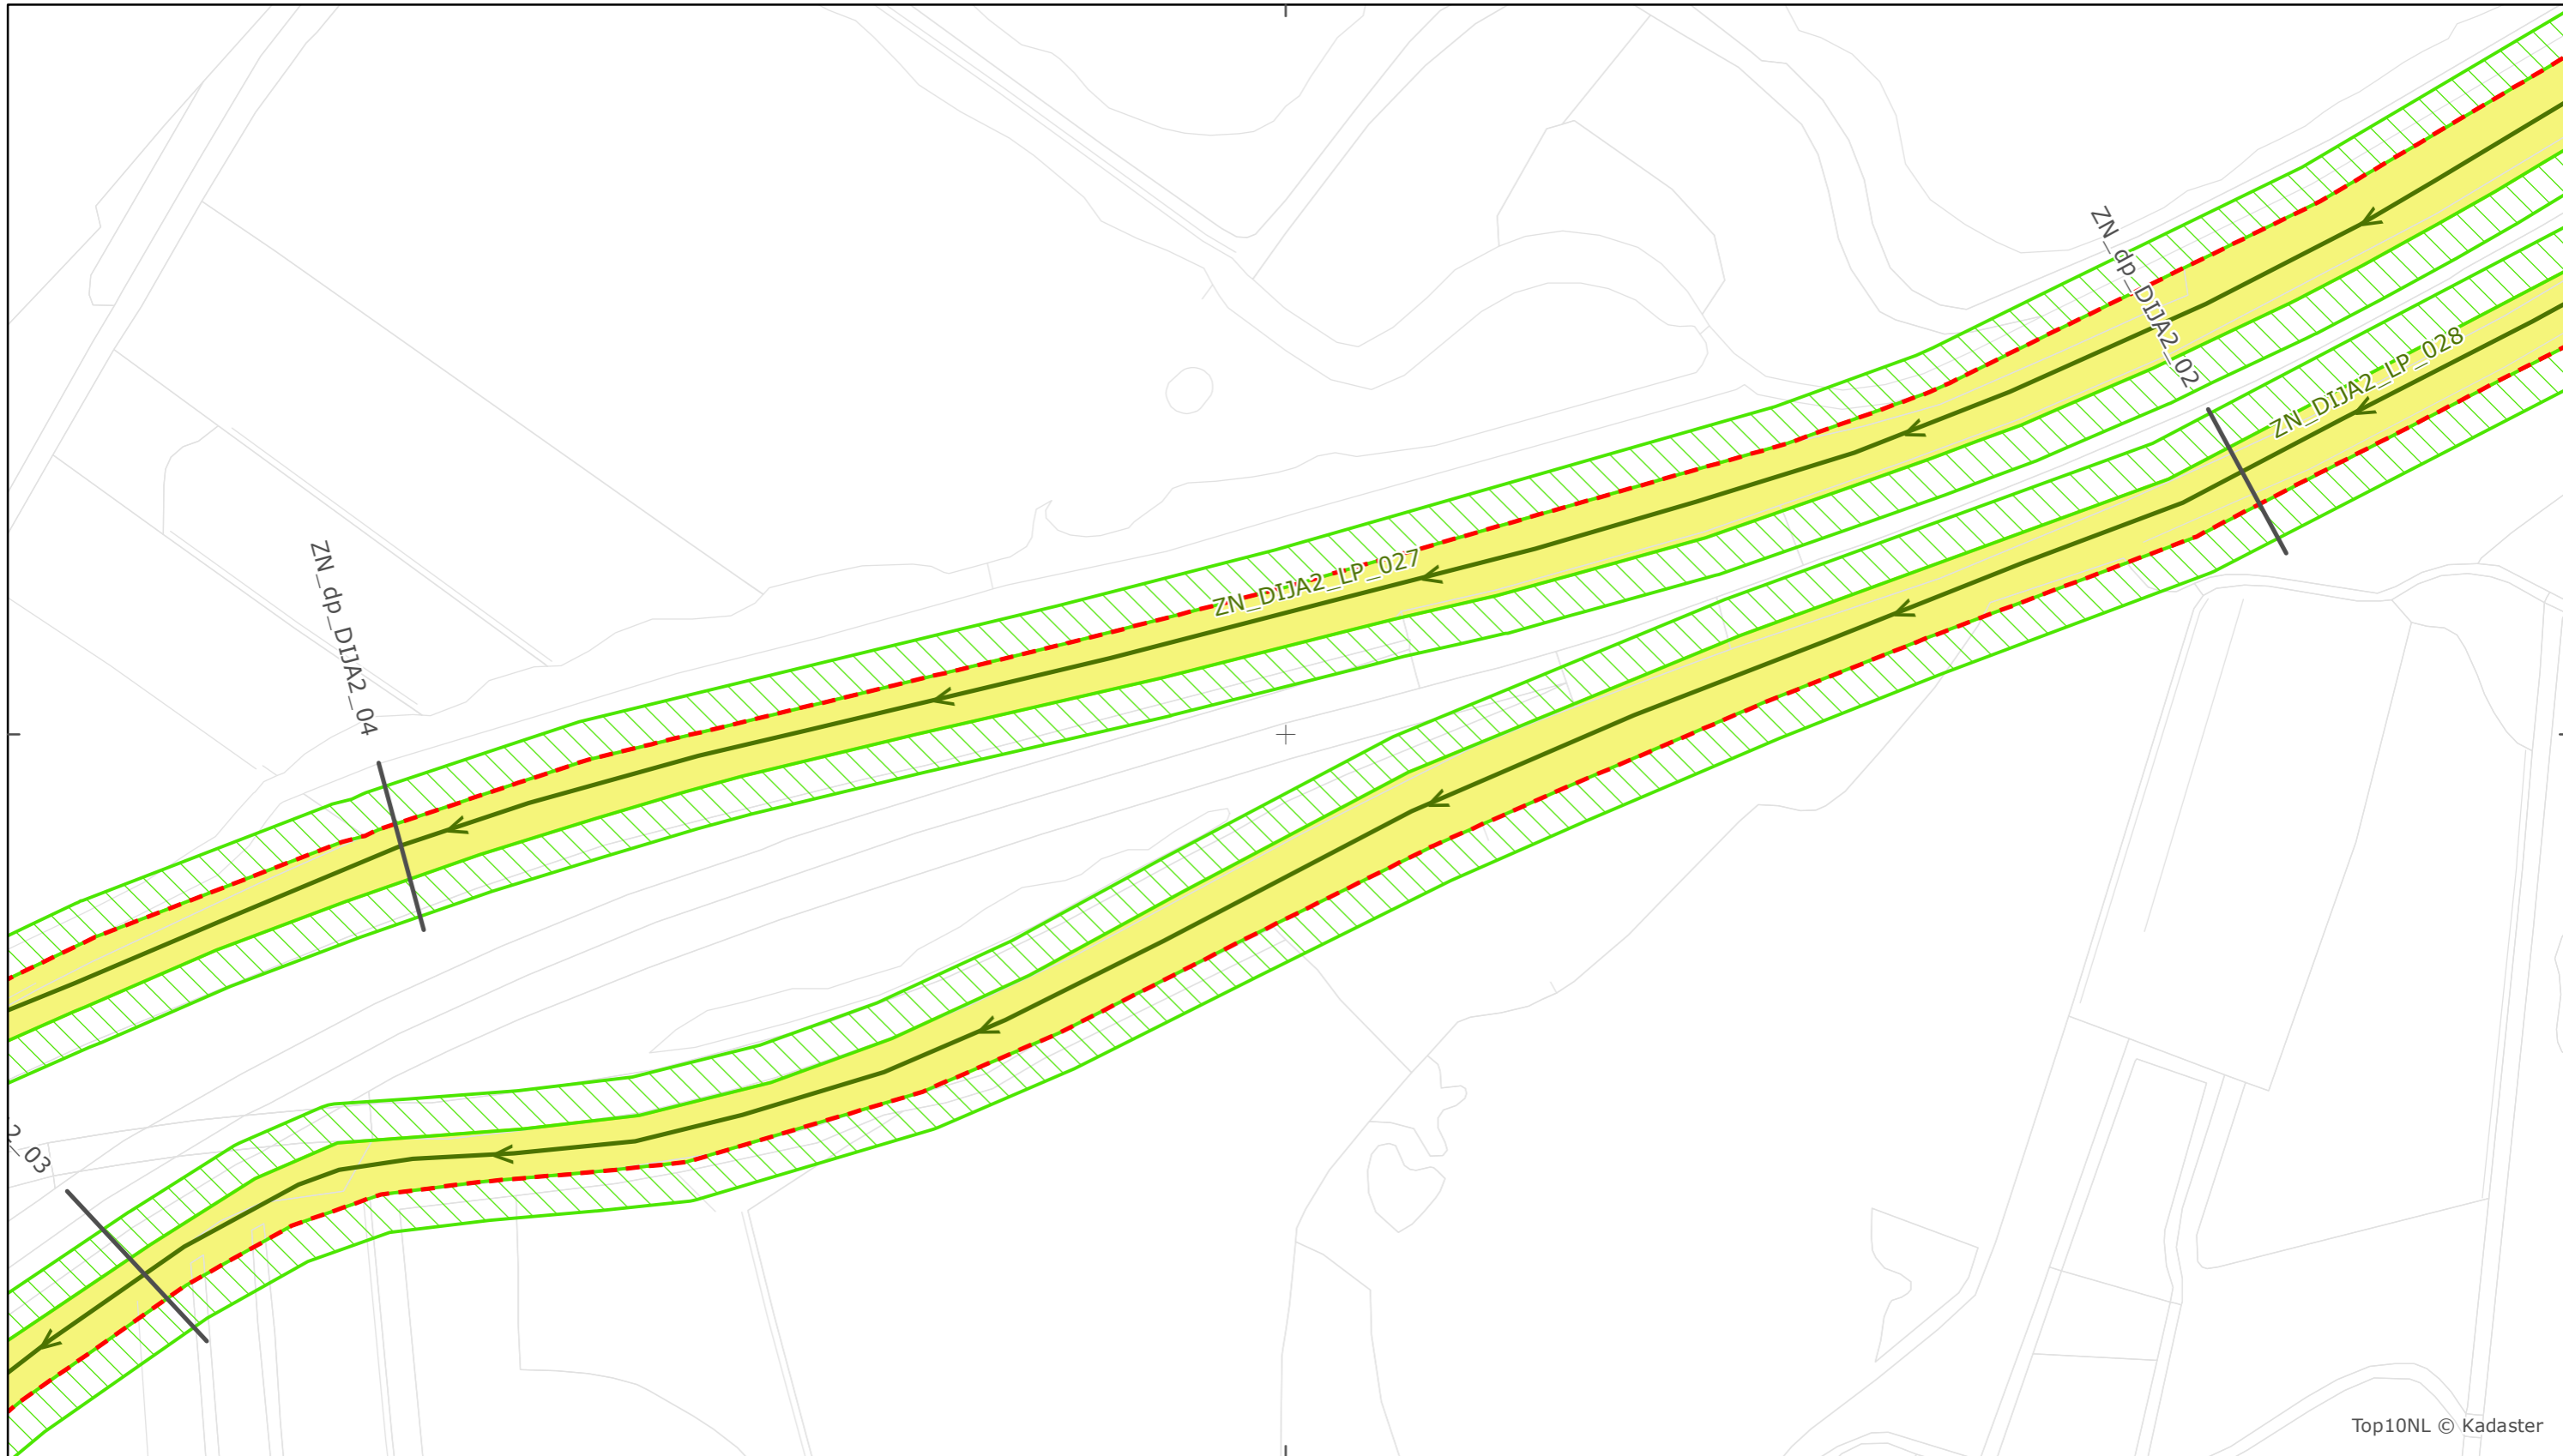 ZN_dp_DIJA2_02
ZN_DIJA2_LP_028
ZN_DIJA2_LP_027
ZN_dp_DIJA2_04
2_03
Top10NL © Kadaster